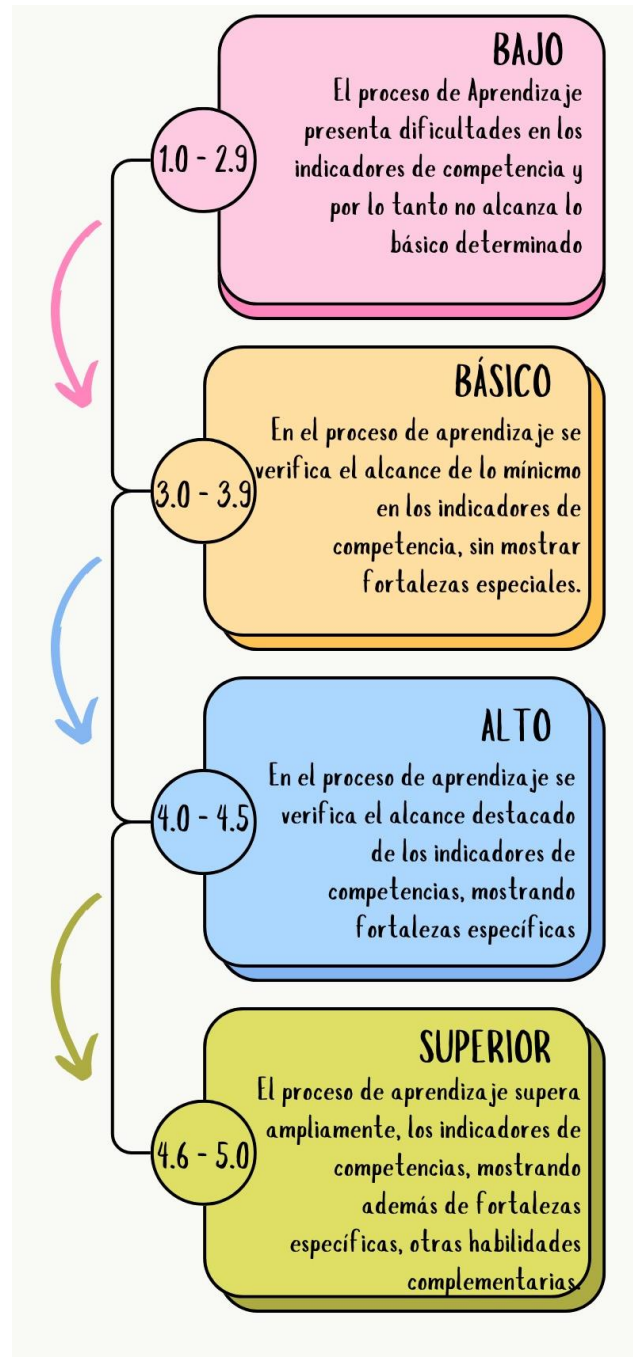 BAJO
El proceso de Aprendizaje
presenta dificultades en los
indicadores de competencia y
por lo tanto no alcanza lo
básico determinado
1.0 - 2.9
BÁSICO
En el proceso de aprendizaje se
verifica el alcance de lo mínicmo
en los indicadores de
competencia, sin mostrar
fortalezas especiales.
3.0 - 3.9
ALTO
En el proceso de aprendizaje se
verifica el alcance destacado
de los indicadores de
competencias, mostrando
fortalezas específicas
4.0 - 4.5
SUPERIOR
El proceso de aprendizaje supera
ampliamente, los indicadores de
competencias, mostrando
además de fortalezas
específicas, otras habilidades
complementarias.
4.6 - 5.0